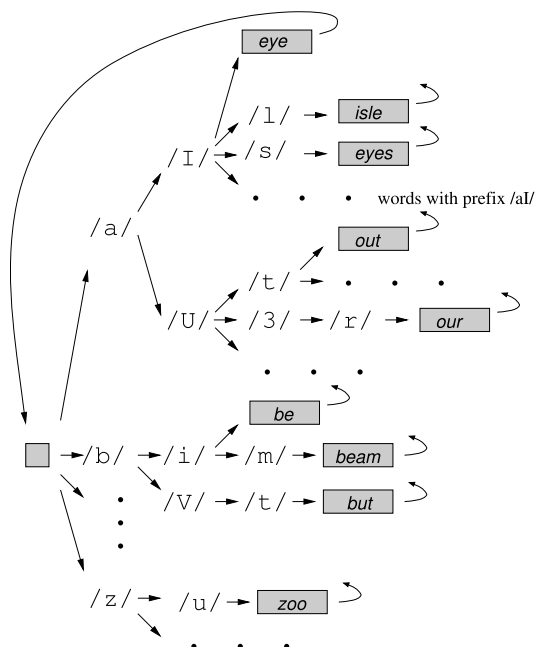 eye
/l/ isle
/I/ /s/ eyes
words with prefix /aI/
/a/
out
/t/
/U/ /3/ /r/ our
be
/b/ /i/ /m/ beam
/V/ /t/ but
/z/ /u/ zoo